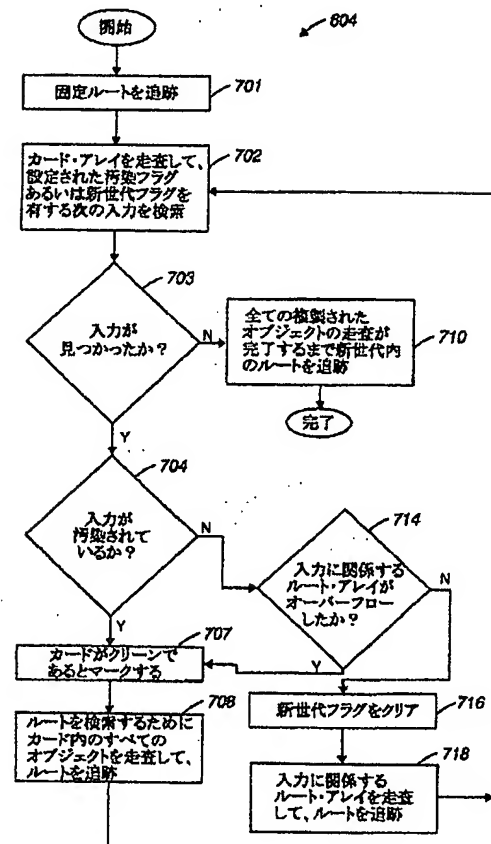 開始
604
固定ルートを追跡
701
カード・アレイを走査して、
設定された汚染フラグ
あるいは新世代フラグを
有する次の入力を検索
702
703
入力が
見つかったか？
N
全ての複製された
オブジェクトの走査が
完了するまで新世代内
のルートを追跡
710
完了
Y
704
入力が
汚染されて
いるか？
N
714
入力に関係する
ルート・アレイが
オーバーフロー
したか？
N
Y
Y
707
カードがクリーンで
あるとマークする
708
ルートを検索するために
カード内のすべての
オブジェクトを走査して、
ルートを追跡
新世代フラグをクリア
716
718
入力に関係する
ルート・アレイを走査
して、ルートを追跡